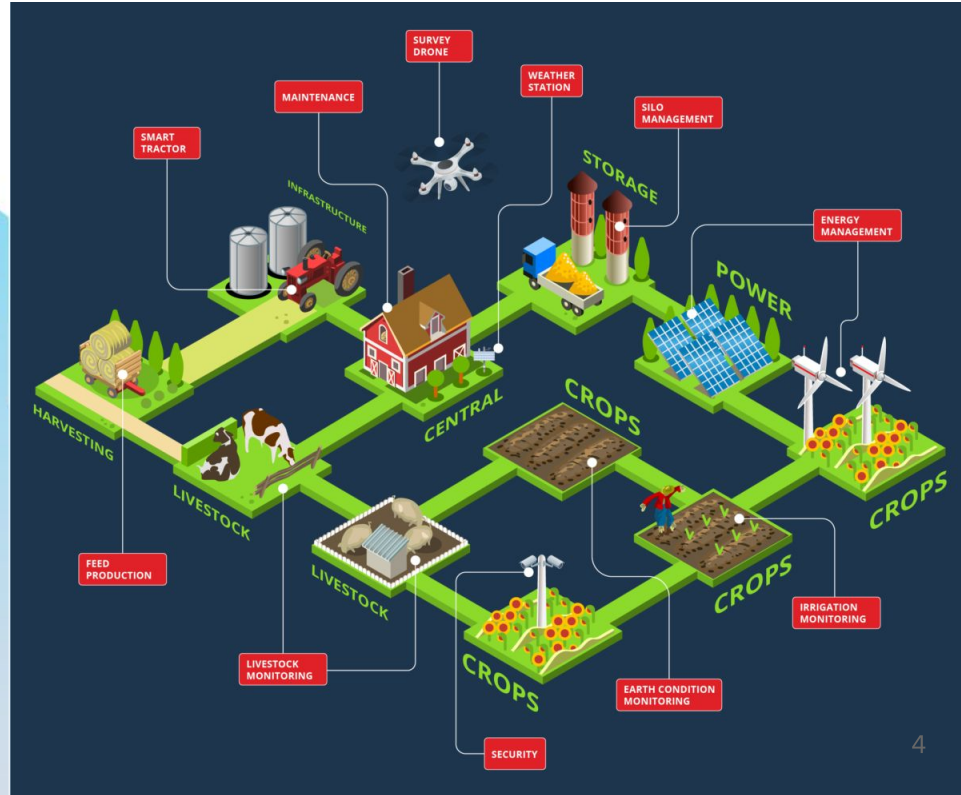 SURVEY
DRONE
WEATHER
STATION
MAINTENANCE
SILO
MANAGEMENT
SMART
TRACTOR
STORAGE
INFRASTRUCTURE
ENERGY
MANAGEMENT
POWER
HARVESTING
CENTRAL
CROPS
LIVESTOCK
CROPS
FEED
PRODUCTION
LIVESTOCK
CROPS
IRRIGATION
MONITORING
LIVESTOCK
MONITORING
CROPS
EARTH CONDITION
MONITORING
SECURITY
4